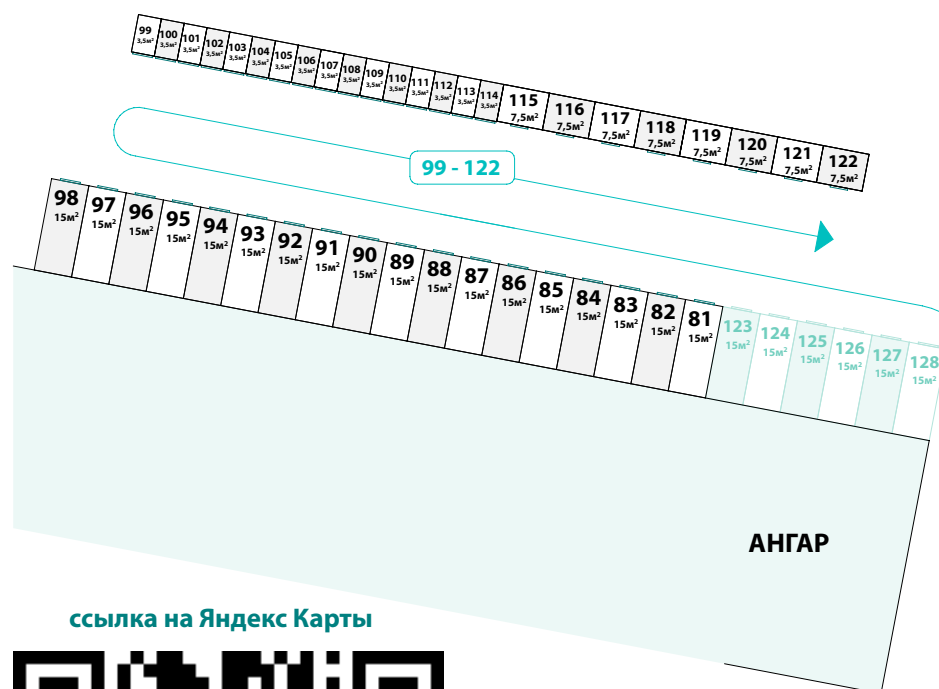 99 100 101 102 103 104 105 106 107 108 109 110 111 112 113 114 115 116 117 118 119 120 121 122
3,5м² 3,5м² 3,5м² 3,5м² 3,5м² 3,5м² 3,5м² 3,5м² 3,5м² 3,5м² 3,5м² 3,5м² 3,5м² 3,5м² 3,5м² 3,5м² 7,5м² 7,5м² 7,5м² 7,5м² 7,5м² 7,5м² 7,5м² 7,5м²
99 - 122
98 97 96 95 94 93 92 91 90 89 88 87 86 85 84 83 82 81 123 124 125 126 127 128
15м² 15м² 15м² 15м² 15м² 15м² 15м² 15м² 15м² 15м² 15м² 15м² 15м² 15м² 15м² 15м² 15м² 15м² 15м² 15м² 15м² 15м² 15м² 15м²
АНГАР
ссылка на Яндекс Карты